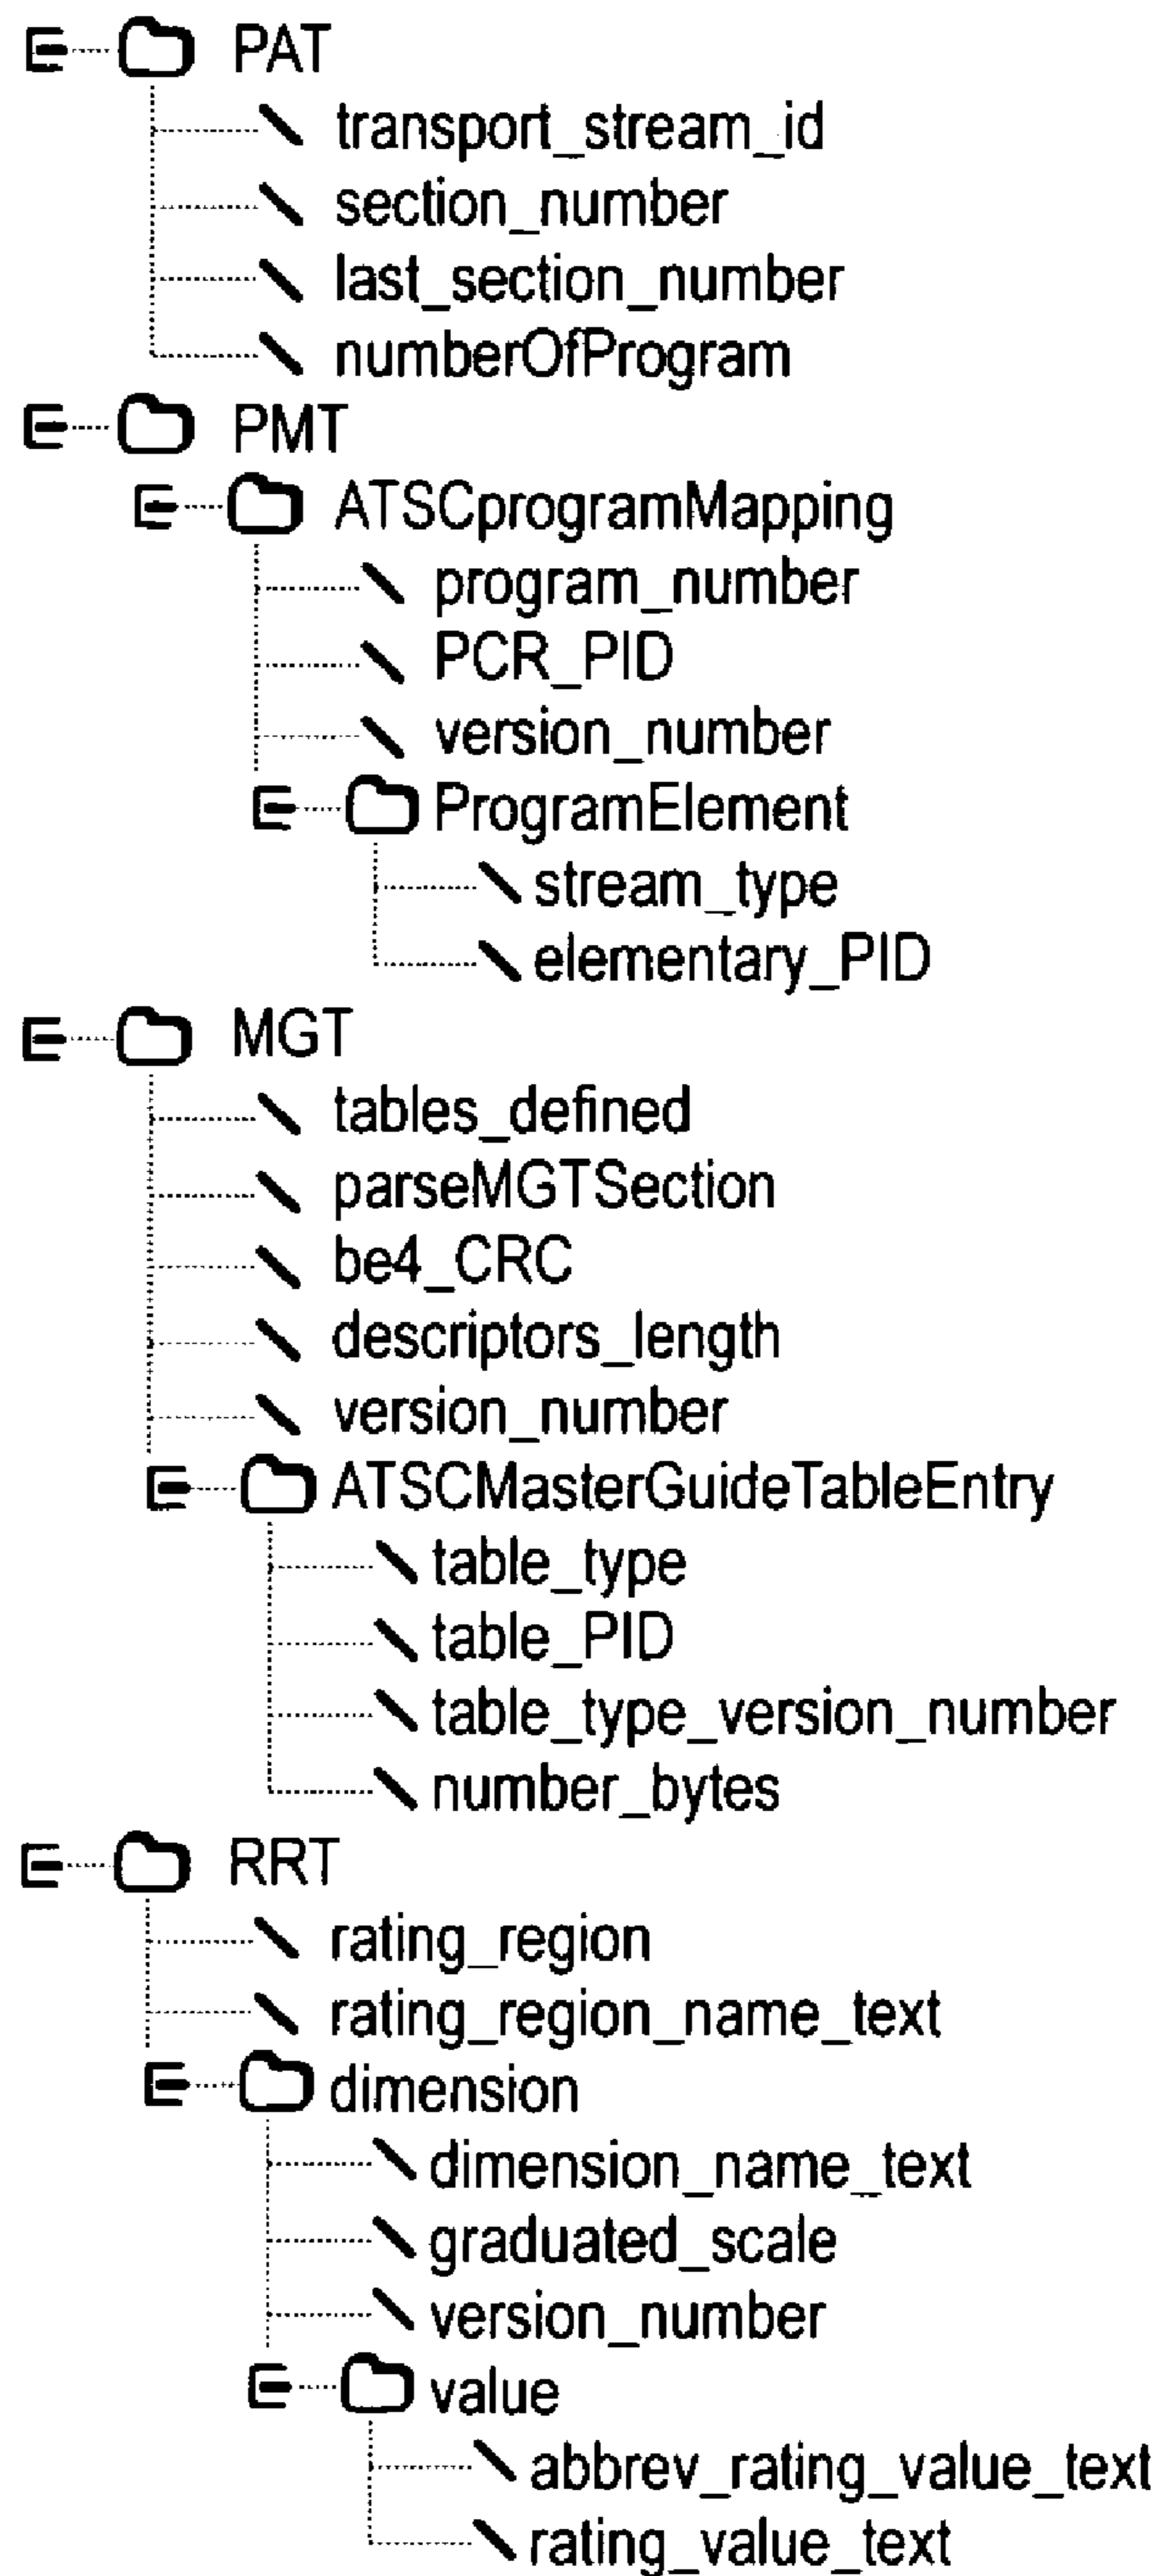 PAT
transport_stream_id
section_number
last_section_number
numberOfProgram
PMT
ATSCprogramMapping
program_number
PCR_PID
version_number
ProgramElement
stream_type
elementary_PID
MGT
tables_defined
parseMGTSection
be4_CRC
descriptors_length
version_number
ATSCMasterGuideTableEntry
table_type
table_PID
table_type_version_number
number_bytes
RRT
rating_region
rating_region_name_text
dimension
dimension_name_text
graduated_scale
version_number
value
abbrev_rating_value_text
rating_value_text